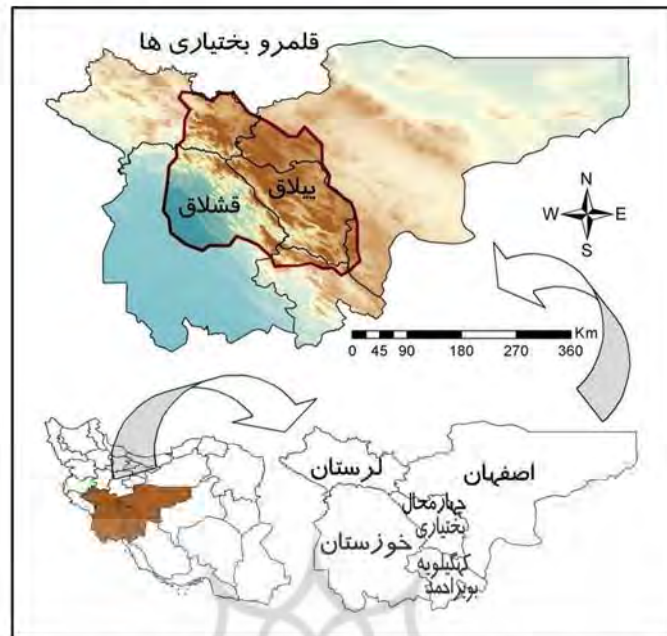 قلمرو بختیاری ها
ییلاق
قشلاق
N
W E
S
Km
0 45 90 180 270 360
لرستان
اصفهان
چهارمحال
بختیاری
خوزستان
کهگیلویه
بویراحمد